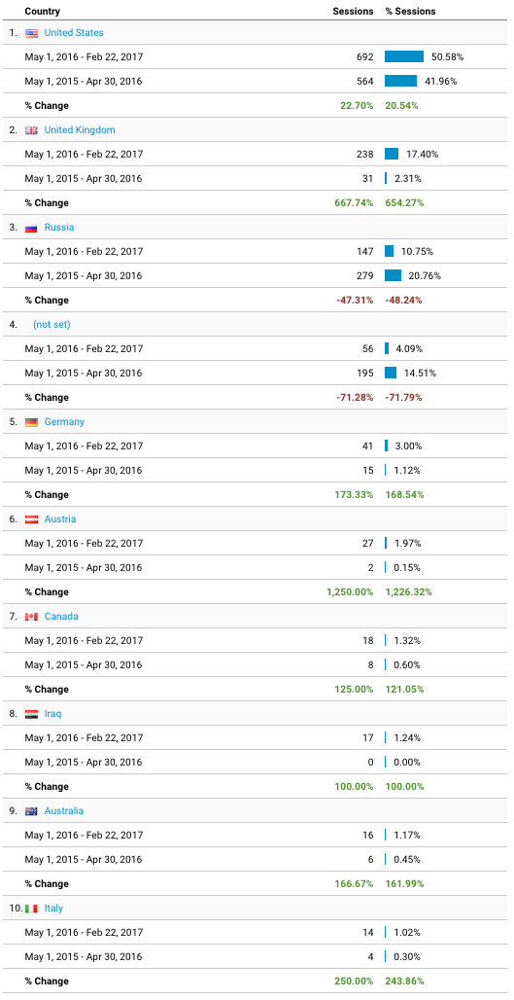 Country Sessions % Sessions
1. United States
May 1, 2016 - Feb 22, 2017 692 50.58%
May 1, 2015 - Apr 30, 2016 564 41.96%
% Change 22.70% 20.54%
2. United Kingdom
May 1, 2016 - Feb 22, 2017 238 17.40%
May 1, 2015 - Apr 30, 2016 31 2.31%
% Change 667.74% 654.27%
3. Russia
May 1, 2016 - Feb 22, 2017 147 10.75%
May 1, 2015 - Apr 30, 2016 279 20.76%
% Change -47.31% -48.24%
4. (not set)
May 1, 2016 - Feb 22, 2017 56 4.09%
May 1, 2015 - Apr 30, 2016 195 14.51%
% Change -71.28% -71.79%
5. Germany
May 1, 2016 - Feb 22, 2017 41 3.00%
May 1, 2015 - Apr 30, 2016 15 1.12%
% Change 173.33% 168.54%
6. Austria
May 1, 2016 - Feb 22, 2017 27 1.97%
May 1, 2015 - Apr 30, 2016 2 0.15%
% Change 1,250.00% 1,226.32%
7. Canada
May 1, 2016 - Feb 22, 2017 18 1.32%
May 1, 2015 - Apr 30, 2016 8 0.60%
% Change 125.00% 121.05%
8. Iraq
May 1, 2016 - Feb 22, 2017 17 1.24%
May 1, 2015 - Apr 30, 2016 0 0.00%
% Change 100.00% 100.00%
9. Australia
May 1, 2016 - Feb 22, 2017 16 1.17%
May 1, 2015 - Apr 30, 2016 6 0.45%
% Change 166.67% 161.99%
10. Italy
May 1, 2016 - Feb 22, 2017 14 1.02%
May 1, 2015 - Apr 30, 2016 4 0.30%
% Change 250.00% 243.86%